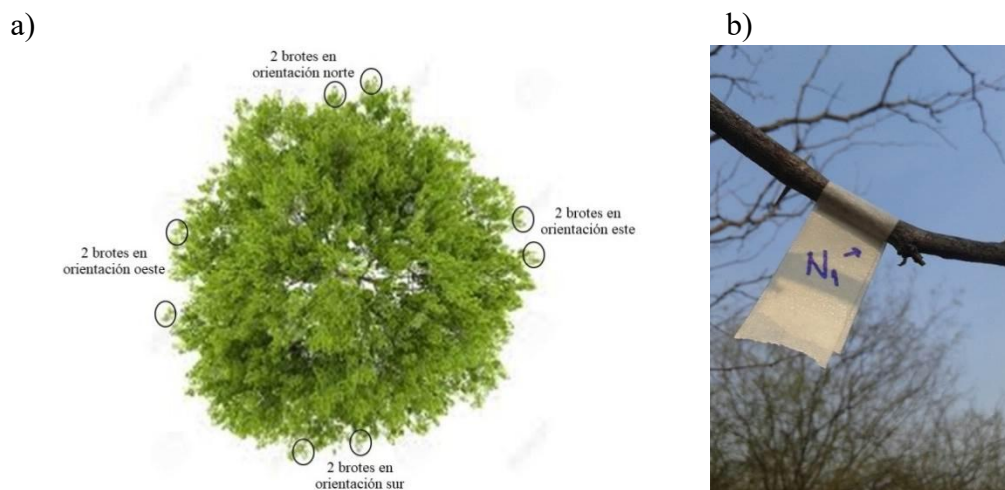 a)
b)
2 brotes en
orientación norte
2 brotes en
orientación este
2 brotes en
orientación oeste
2 brotes en
orientación sur
N1